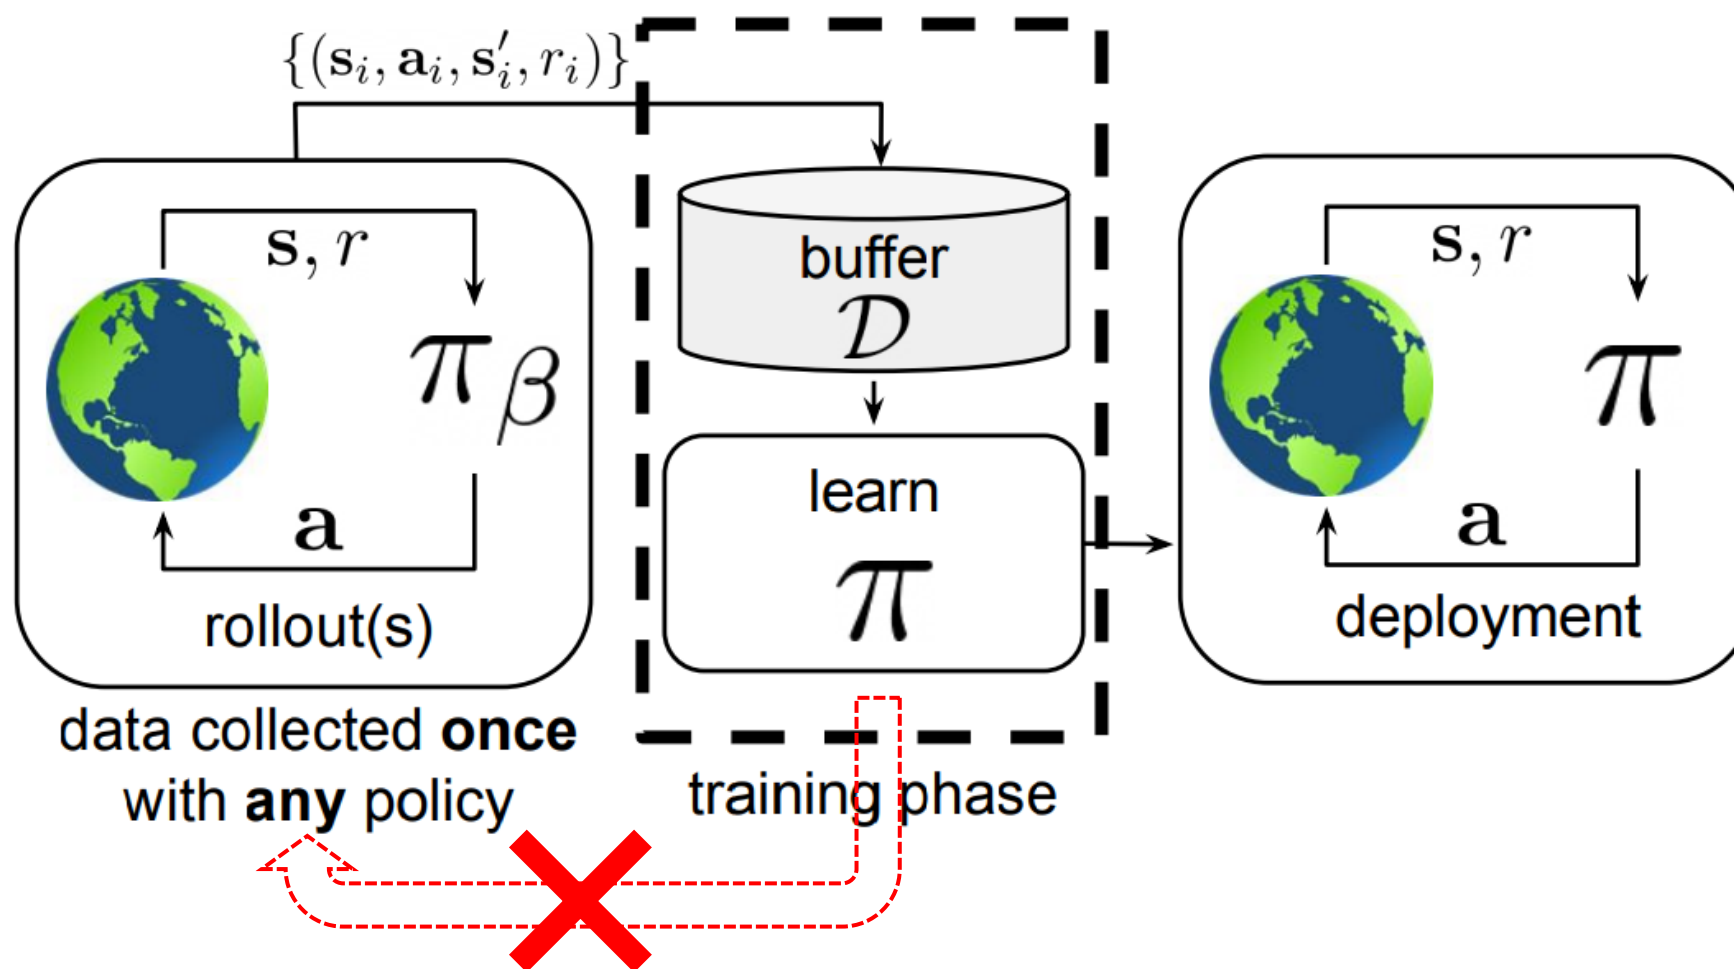 {(s_i, a_i, s'_i, r_i)}
s, r
π_β
a
rollout(s)
data collected once
with any policy
buffer
𝒟
learn
π
training phase
s, r
π
a
deployment